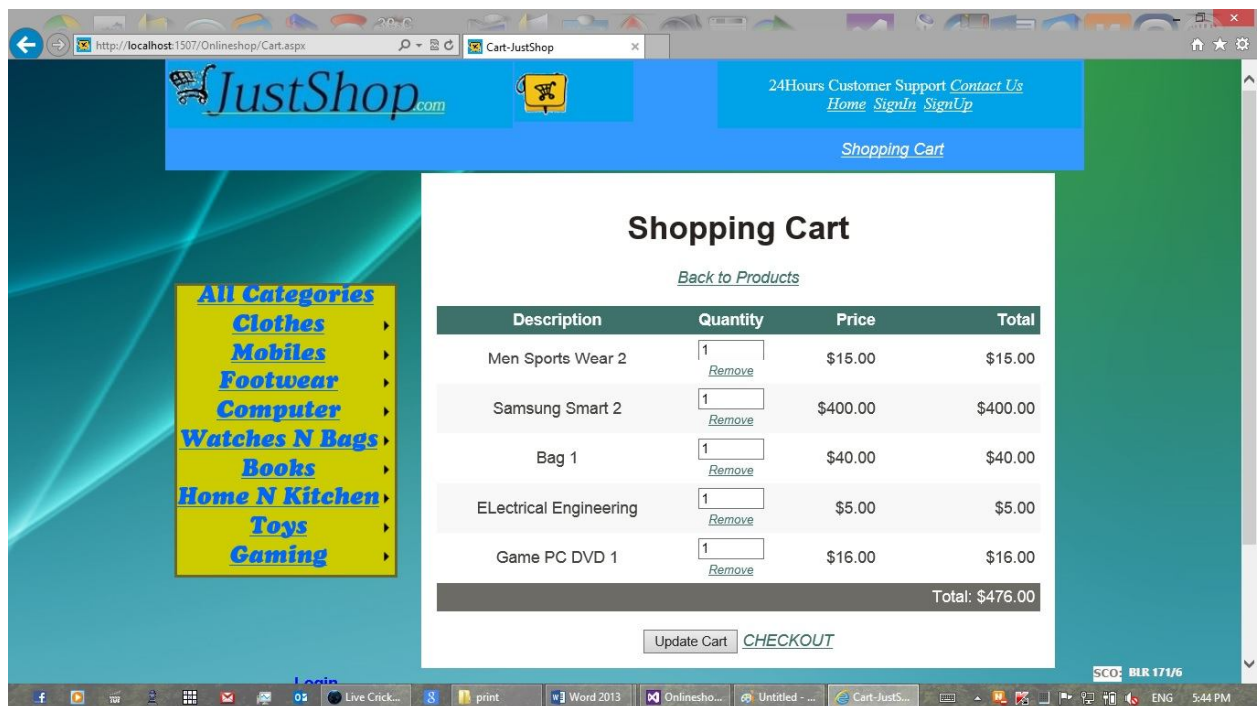 http://localhost:1507/Onlineshop/Cart.aspx
Cart-JustShop
JustShop.com
24Hours Customer Support Contact Us
Home SignIn SignUp
Shopping Cart
Shopping Cart
Back to Products
All Categories
Clothes
Mobiles
Footwear
Computer
Watches N Bags
Books
Home N Kitchen
Toys
Gaming
Description Quantity Price Total
Men Sports Wear 2 1 $15.00 $15.00
Remove
Samsung Smart 2 1 $400.00 $400.00
Remove
Bag 1 1 $40.00 $40.00
Remove
ELectrical Engineering 1 $5.00 $5.00
Remove
Game PC DVD 1 1 $16.00 $16.00
Remove
Total: $476.00
Update Cart CHECKOUT
Login
SCO: BLR 171/6
Live Crick... print Word 2013 Onlinesho... Untitled - ... Cart-JustS... ENG 5:44 PM